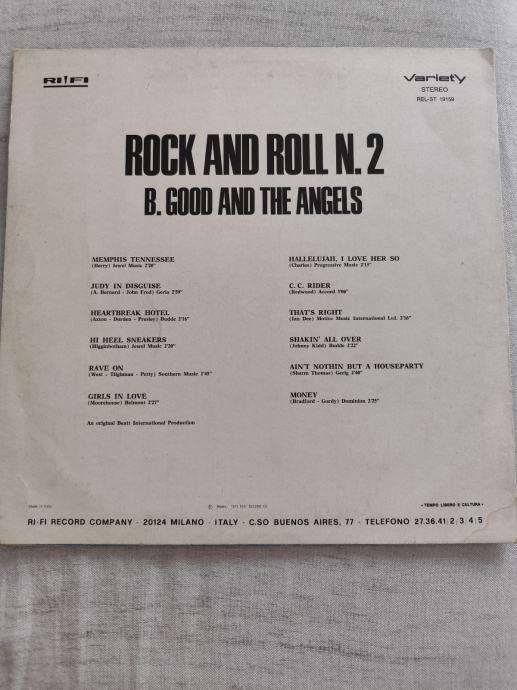 RI-FI
Variety
STEREO
REL-ST 19159
ROCK AND ROLL N. 2
B. GOOD AND THE ANGELS
MEMPHIS TENNESSEE
(Berry) Jewel Music 2'28"
JUDY IN DISGUISE
(A. Bernard - John Fred) Gerig 2'59"
HEARTBREAK HOTEL
(Axton - Durden - Presley) Budde 2'16"
HI HEEL SNEAKERS
(Higginbotham) Jewel Music 2'20"
RAVE ON
(West - Tilghman - Petty) Southern Music 1'45"
GIRLS IN LOVE
(Moorehouse) Belmont 2'27"
An original Beatt International Production
HALLELUJAH, I LOVE HER SO
(Charles) Progressive Music 2'15"
C. C. RIDER
(Redwood) Accord 3'06"
THAT'S RIGHT
(Ian Dee) Motive Music International Ltd. 2'16"
SHAKIN' ALL OVER
(Johnny Kidd) Budde 2'22"
AIN'T NOTHIN BUT A HOUSEPARTY
(Sharm Thomas) Gerig 2'40"
MONEY
(Bradford - Gordy) Dominion 2'25"
• TEMPO LIBERO E CULTURA •
RI-FI RECORD COMPANY · 20124 MILANO · ITALY · C.SO BUENOS AIRES, 77 · TELEFONO 27.36.41|2|3|4|5